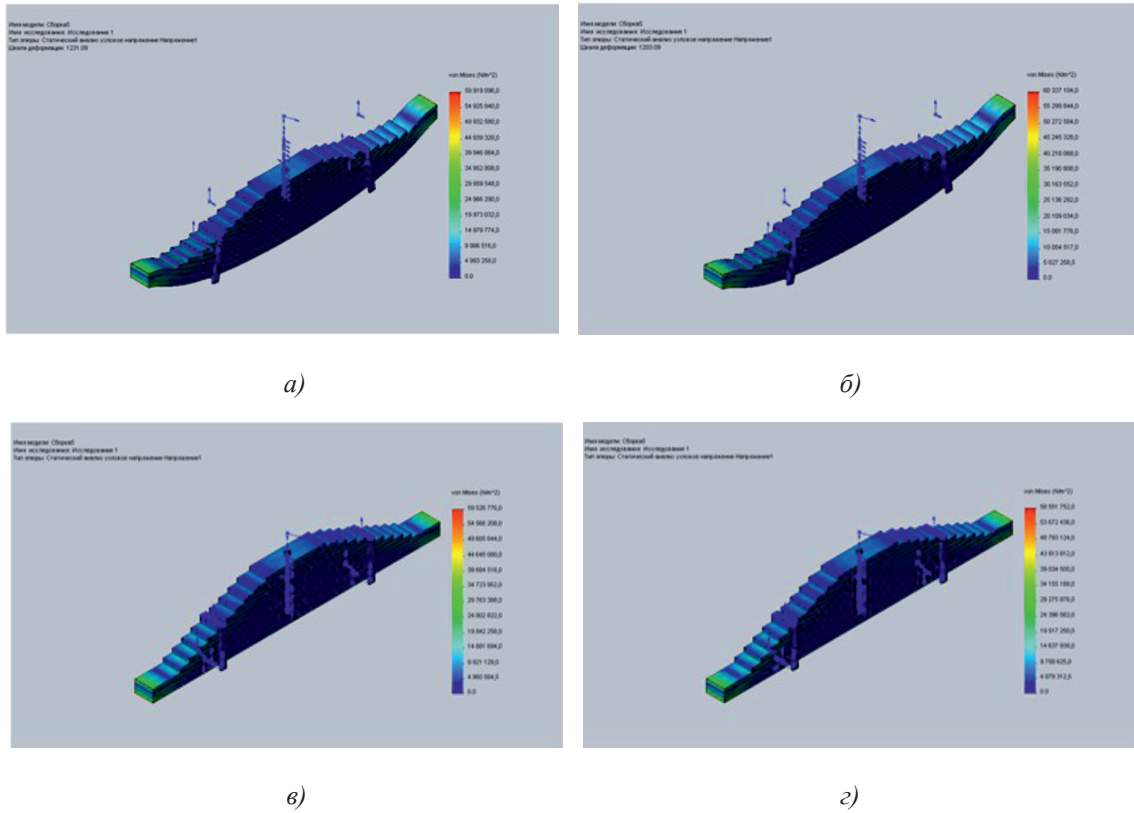 Имя модели: Сборка5
Имя исследования: Исследование 1
Тип эпюры: Статический анализ узловое напряжение Напряжение1
Шкала деформации: 1231.09
von Mises (N/m^2)
59 919 096,0
54 925 840,0
49 932 580,0
44 939 320,0
39 946 064,0
34 952 808,0
29 959 548,0
24 966 290,0
19 973 032,0
14 979 774,0
9 986 516,0
4 993 258,0
0.0
а)
Имя модели: Сборка5
Имя исследования: Исследование 1
Тип эпюры: Статический анализ узловое напряжение Напряжение1
Шкала деформации: 1203.09
von Mises (N/m^2)
60 327 104,0
55 299 844,0
50 272 584,0
45 245 328,0
40 218 068,0
35 190 808,0
30 163 552,0
25 136 292,0
20 109 034,0
15 081 776,0
10 054 517,0
5 027 258,5
0.0
б)
Имя модели: Сборка5
Имя исследования: Исследование 1
Тип эпюры: Статический анализ узловое напряжение Напряжение1
von Mises (N/m^2)
59 526 776,0
54 566 208,0
49 605 644,0
44 645 080,0
39 684 516,0
34 723 952,0
29 763 388,0
24 802 822,0
19 842 258,0
14 881 694,0
9 921 129,0
4 960 564,5
0.0
в)
Имя модели: Сборка5
Имя исследования: Исследование 1
Тип эпюры: Статический анализ узловое напряжение Напряжение1
von Mises (N/m^2)
58 551 752,0
53 672 436,0
48 793 124,0
43 913 812,0
39 034 500,0
34 155 188,0
29 275 876,0
24 396 562,0
19 517 250,0
14 637 938,0
9 758 625,0
4 879 312,5
0.0
г)